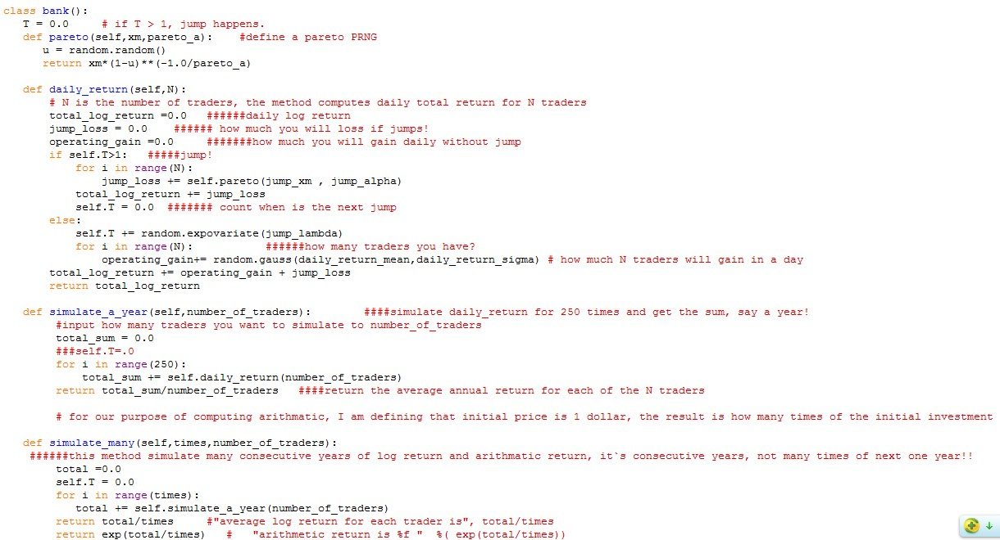 class bank():
T = 0.0     # if T > 1, jump happens.
def pareto(self,xm,pareto_a):    #define a pareto PRNG
u = random.random()
return xm*(1-u)**(-1.0/pareto_a)
def daily_return(self,N):
# N is the number of traders, the method computes daily total return for N traders
total_log_return =0.0   ######daily log return
jump_loss = 0.0    ###### how much you will loss if jumps!
operating_gain =0.0     #######how much you will gain daily without jump
if self.T>1:   #####jump!
for i in range(N):
jump_loss += self.pareto(jump_xm , jump_alpha)
total_log_return += jump_loss
self.T = 0.0  ####### count when is the next jump
else:
self.T += random.expovariate(jump_lambda)
for i in range(N):           ######how many traders you have?
operating_gain+= random.gauss(daily_return_mean,daily_return_sigma) # how much N traders will gain in a day
total_log_return += operating_gain + jump_loss
return total_log_return
def simulate_a_year(self,number_of_traders):        ####simulate daily_return for 250 times and get the sum, say a year!
#input how many traders you want to simulate to number_of_traders
total_sum = 0.0
###self.T=.0
for i in range(250):
total_sum += self.daily_return(number_of_traders)
return total_sum/number_of_traders   ####return the average annual return for each of the N traders
# for our purpose of computing arithmatic, I am defining that initial price is 1 dollar, the result is how many times of the initial investment
def simulate_many(self,times,number_of_traders):
######this method simulate many consecutive years of log return and arithmatic return, it`s consecutive years, not many times of next one year!!
total =0.0
self.T = 0.0
for i in range(times):
total += self.simulate_a_year(number_of_traders)
return total/times     #"average log return for each trader is", total/times
return exp(total/times)   #   "arithmetic return is %f "  %( exp(total/times))